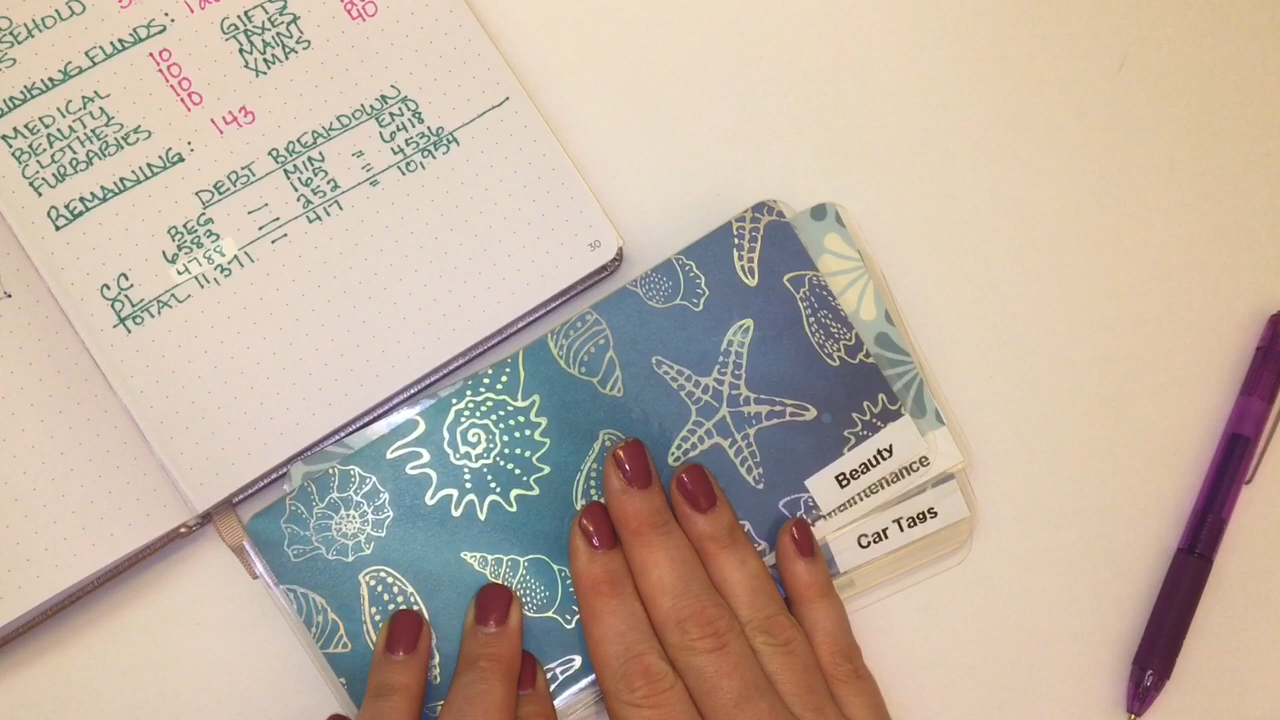 SINKING FUNDS:
MEDICAL 10
BEAUTY 10
CLOTHES 10
FURBABIES 10
GIFTS
TAXES
MAINT
XMAS 40
REMAINING: 143
DEBT BREAKDOWN
BEG MIN END
CC 6583 - 165 = 6418
PL 4788 - 252 = 4536
TOTAL 11,371 - 417 = 10,954
30
Beauty
Maintenance
Car Tags